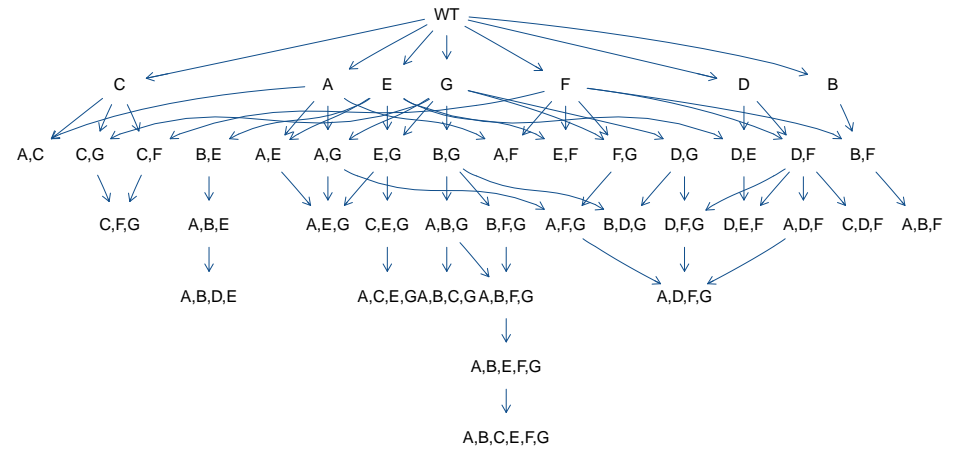 WT
C A E G F D B
A,C C,G C,F B,E A,E A,G E,G B,G A,F E,F F,G D,G D,E D,F B,F
C,F,G A,B,E A,E,G C,E,G A,B,G B,F,G A,F,G B,D,G D,F,G D,E,F A,D,F C,D,F A,B,F
A,B,D,E A,C,E,G A,B,C,G A,B,F,G A,D,F,G
A,B,E,F,G
A,B,C,E,F,G